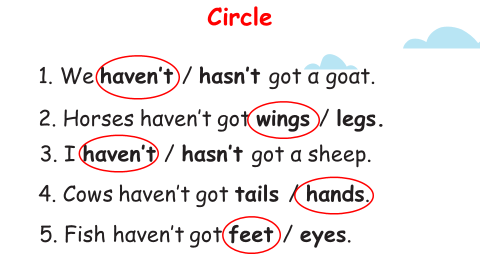 Circle
1. We haven't / hasn't got a goat.
2. Horses haven't got wings / legs.
3. I haven't / hasn't got a sheep.
4. Cows haven't got tails / hands.
5. Fish haven't got feet / eyes.